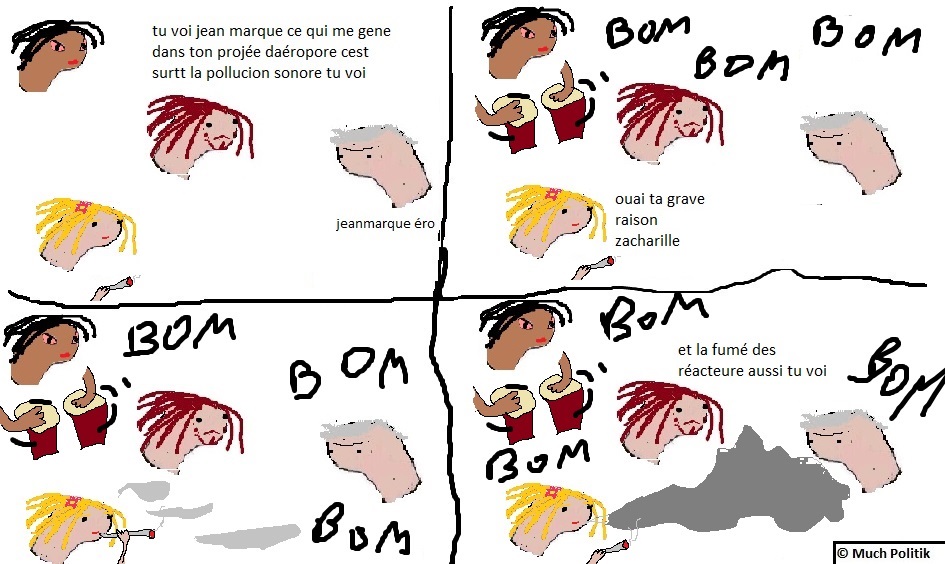 tu voi jean marque ce qui me gene
dans ton projée daéropore cest
surtt la pollucion sonore tu voi
jeanmarque éro
BOM
BOM
BOM
ouai ta grave
raison
zacharille
BOM
BOM
BOM
BOM
et la fumé des
réacteure aussi tu voi
BOM
BOM
© Much Politik